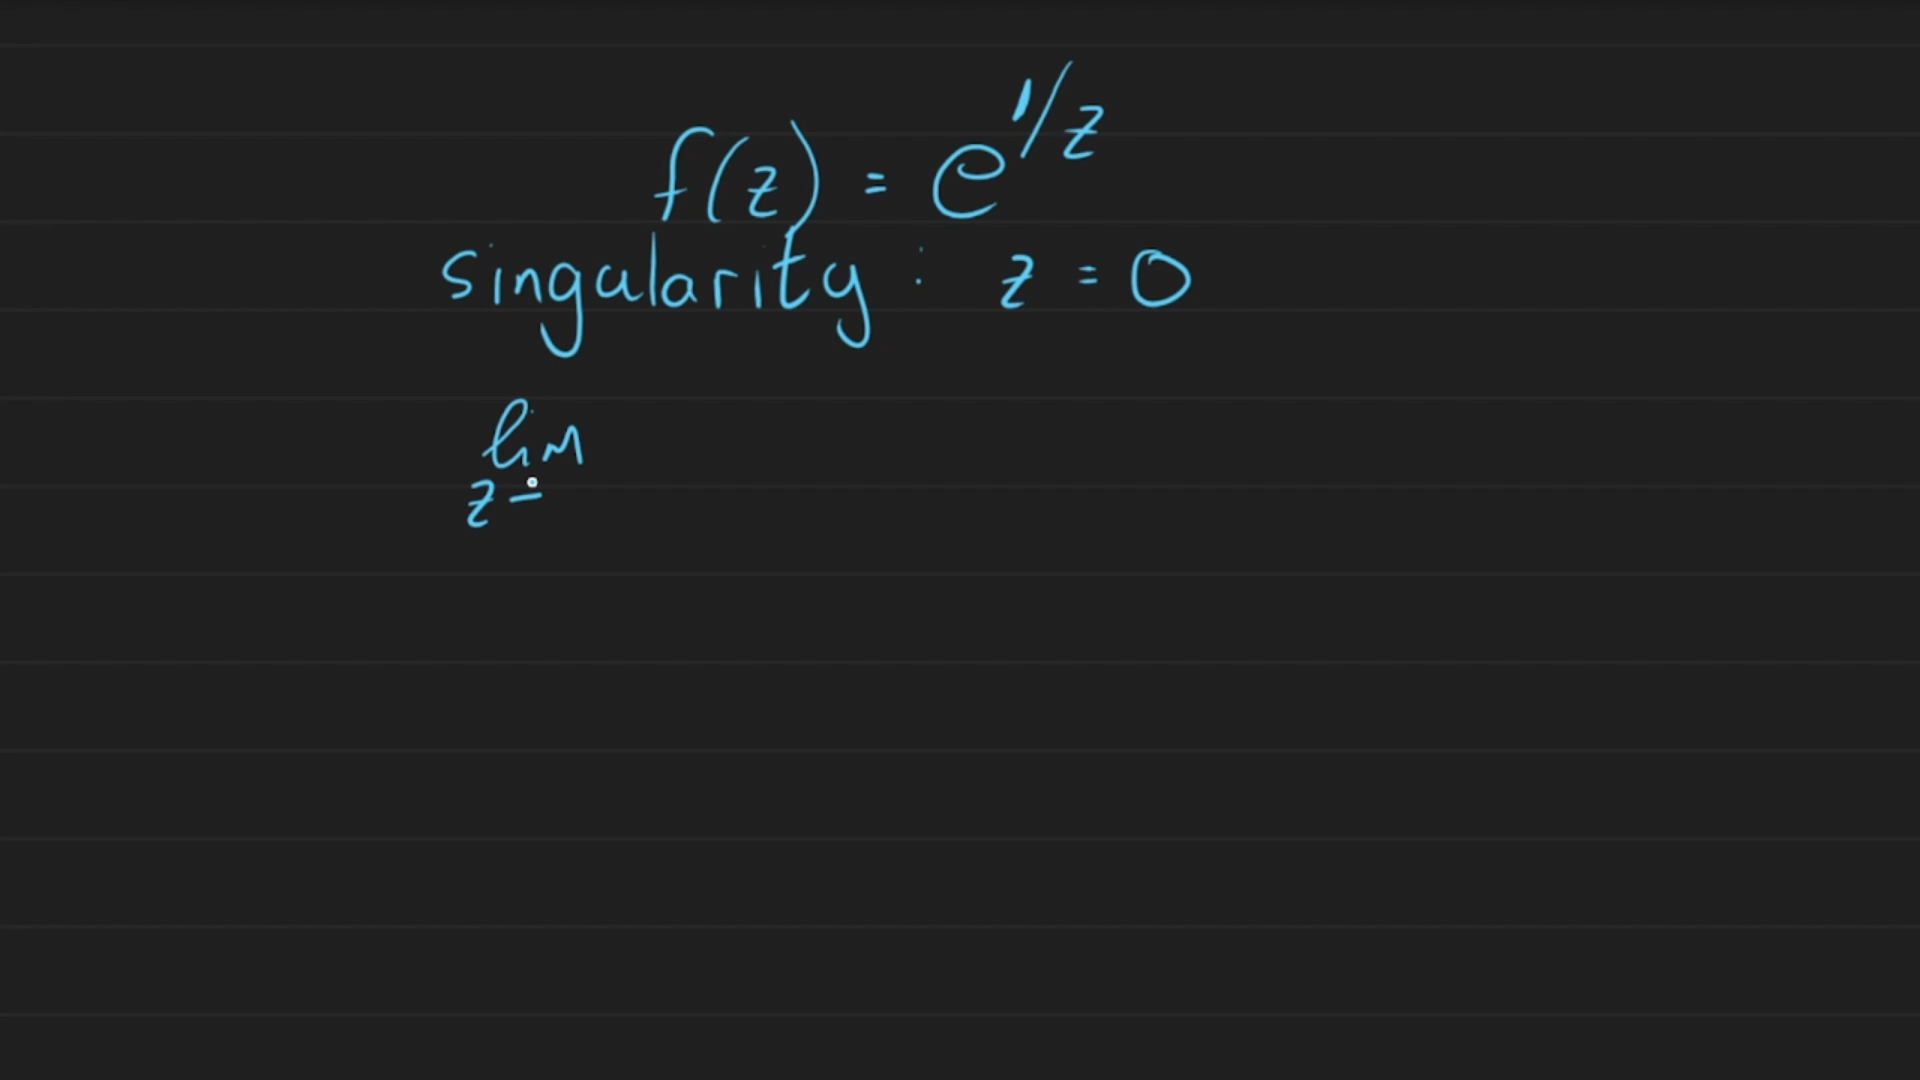 f(z) = e^{1/z}
singularity : z = 0
lim
z –